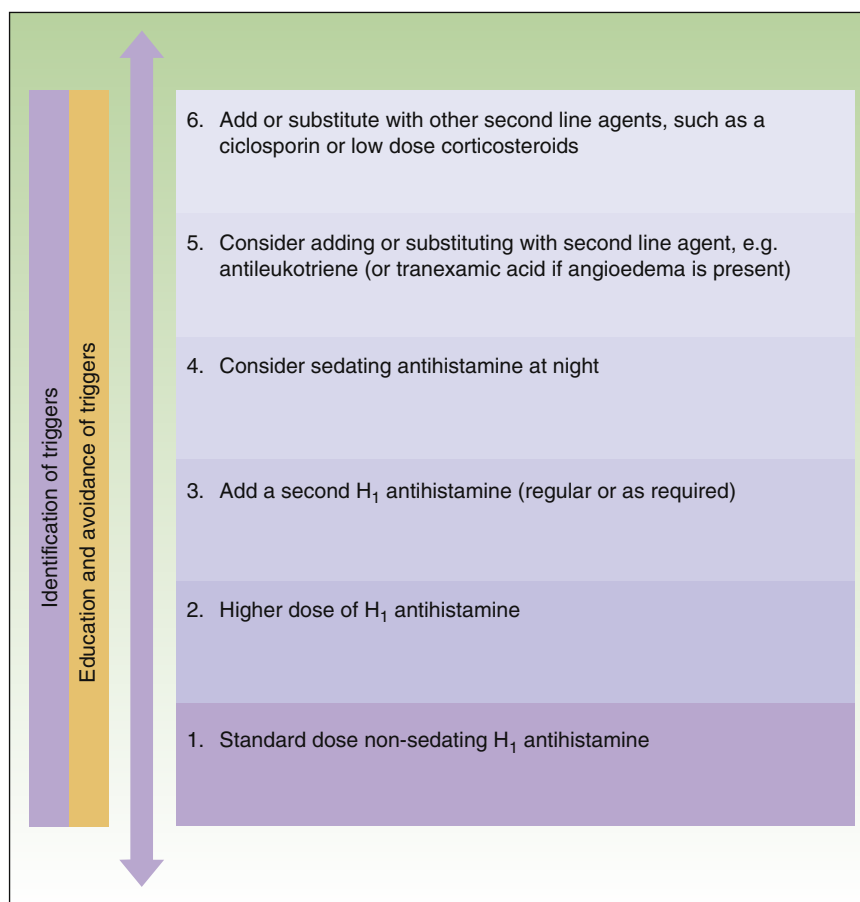 6. Add or substitute with other second line agents, such as a
ciclosporin or low dose corticosteroids
5. Consider adding or substituting with second line agent, e.g.
antileukotriene (or tranexamic acid if angioedema is present)
4. Consider sedating antihistamine at night
3. Add a second H₁ antihistamine (regular or as required)
2. Higher dose of H₁ antihistamine
1. Standard dose non-sedating H₁ antihistamine
Identification of triggers
Education and avoidance of triggers